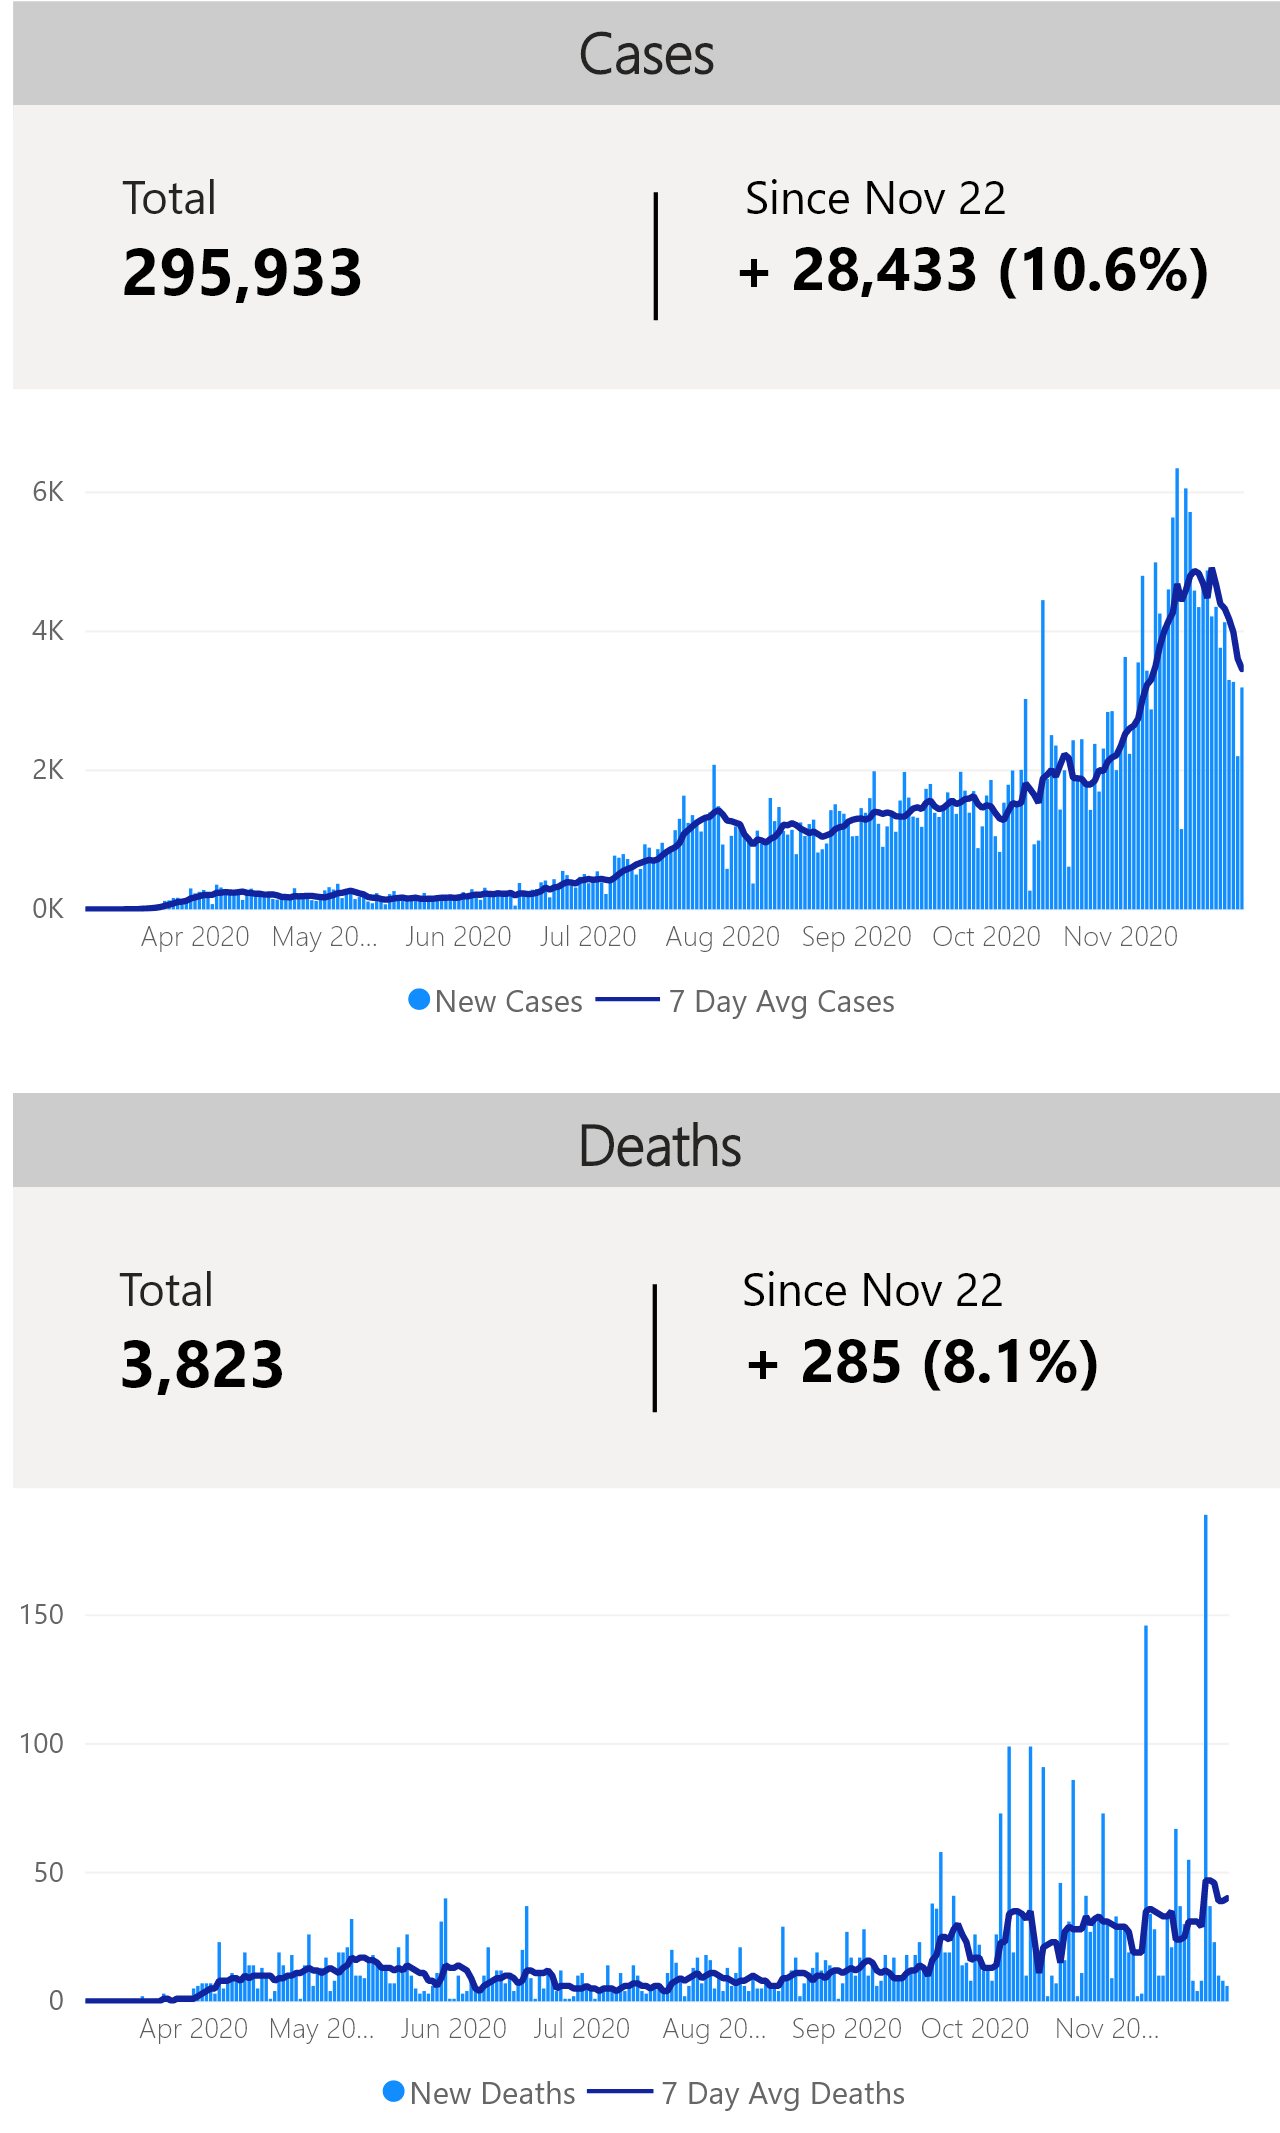 Cases
Total
Since Nov 22
295,933
+ 28,433 (10.6%)
6K
4K
2K
0K
Apr 2020 May 20... Jun 2020 Jul 2020 Aug 2020 Sep 2020 Oct 2020 Nov 2020
New Cases 7 Day Avg Cases
Deaths
Total
Since Nov 22
3,823
+ 285 (8.1%)
150
100
50
0
Apr 2020 May 20... Jun 2020 Jul 2020 Aug 20... Sep 2020 Oct 2020 Nov 20...
New Deaths 7 Day Avg Deaths